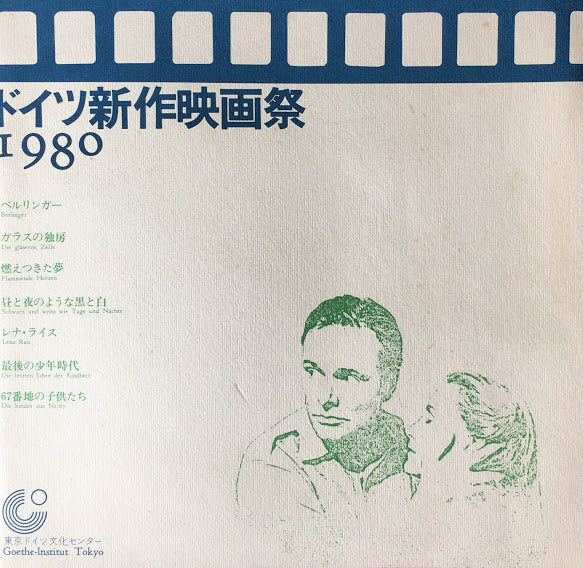 ドイツ新作映画祭
1980
ベルリンガー
Berlinger
ガラスの独房
Die gläserne Zelle
燃えつきた夢
Flammende Herzen
昼と夜のような黒と白
Schwarz und weiss wie Tage und Nächte
レナ・ライス
Lena Rais
最後の少年時代
Die letzten Jahre der Kindheit
67番地の子供たち
Die kinder aus Nr.67
東京ドイツ文化センター
Goethe-Institut Tokyo